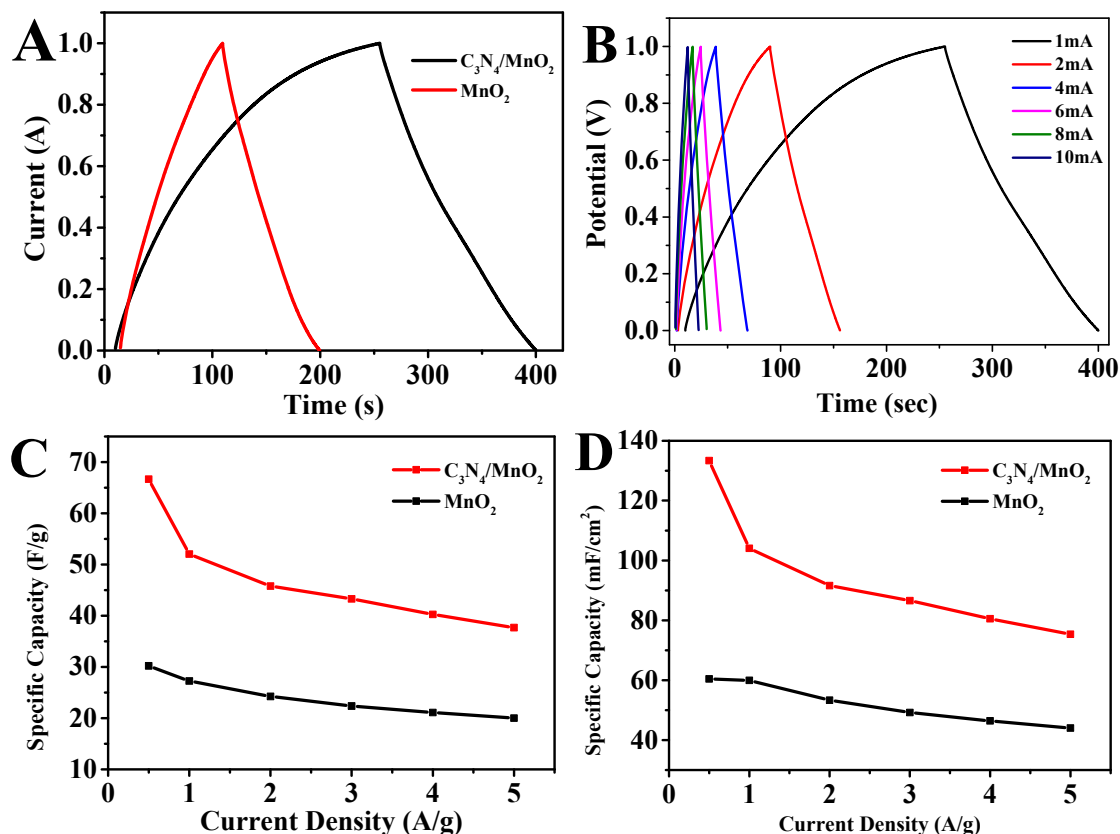 A
1.0
0.8
0.6
0.4
0.2
0.0
Current (A)
C₃N₄/MnO₂
MnO₂
0 100 200 300 400
Time (s)
B
1.0
0.8
0.6
0.4
0.2
0.0
Potential (V)
1mA
2mA
4mA
6mA
8mA
10mA
0 100 200 300 400
Time (sec)
C
70
60
50
40
30
20
10
Specific Capacity (F/g)
C₃N₄/MnO₂
MnO₂
1 2 3 4 5
Current Density (A/g)
D
140
120
100
80
60
40
Specific Capacity (mF/cm²)
C₃N₄/MnO₂
MnO₂
1 2 3 4 5
Current Density (A/g)